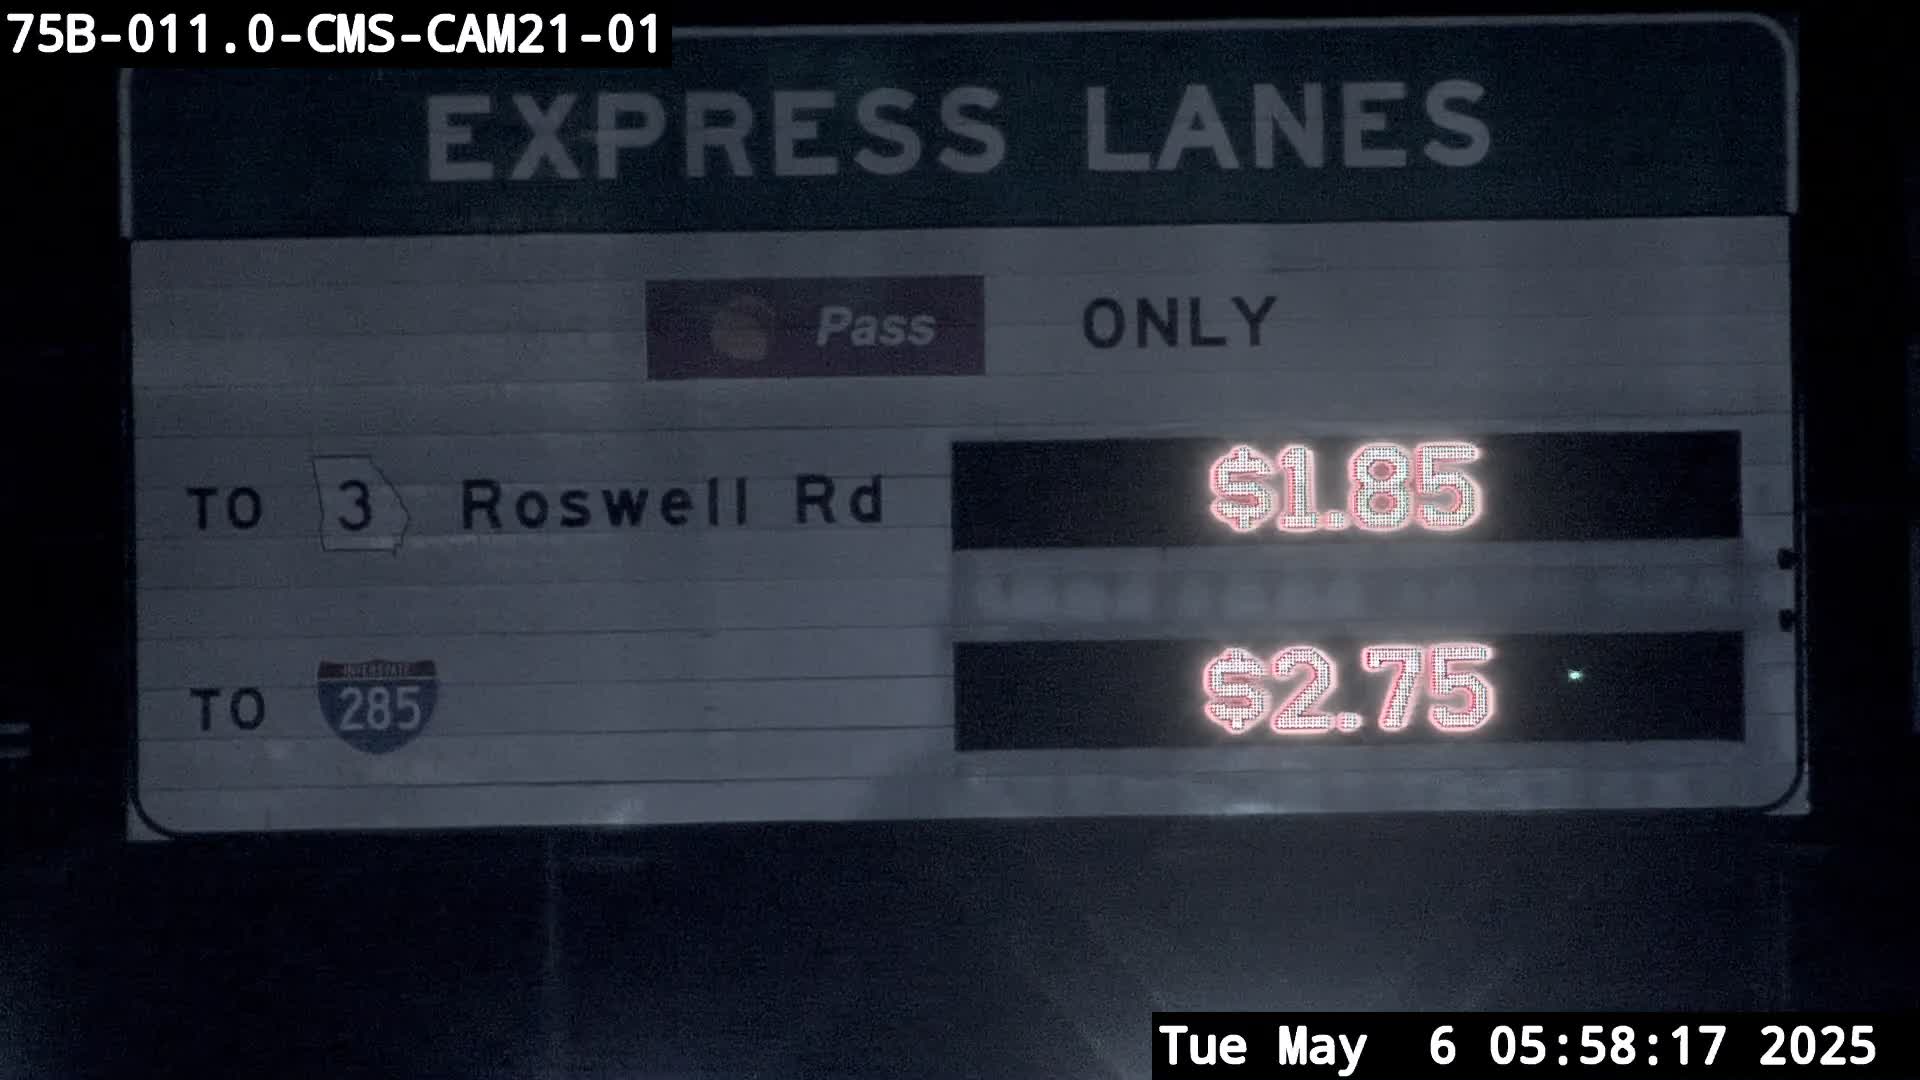 75B-011.0-CMS-CAM21-01
EXPRESS LANES
Pass ONLY
TO 3 Roswell Rd $1.85
INTERSTATE
TO 285 $2.75
Tue May 6 05:58:17 2025